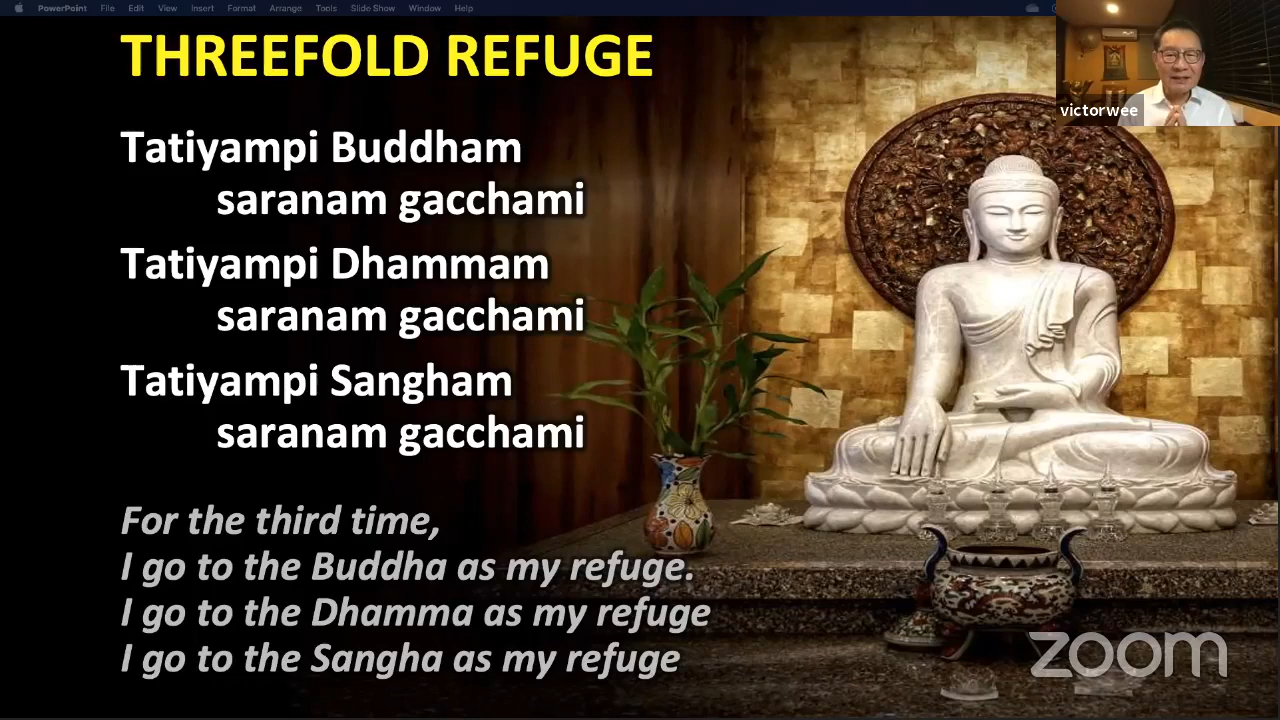 PowerPoint File Edit View Insert Format Arrange Tools Slide Show Window Help
THREEFOLD REFUGE
victorwee
Tatiyampi Buddham
saranam gacchami
Tatiyampi Dhammam
saranam gacchami
Tatiyampi Sangham
saranam gacchami
For the third time,
I go to the Buddha as my refuge.
I go to the Dhamma as my refuge
I go to the Sangha as my refuge
zoom